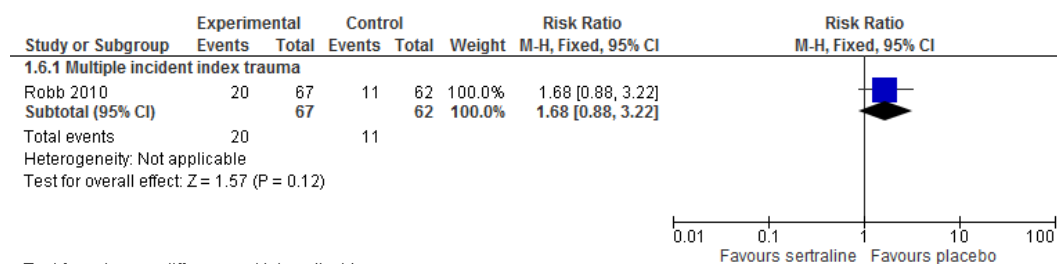 Experimental Control Risk Ratio Risk Ratio
Study or Subgroup Events Total Events Total Weight M-H, Fixed, 95% CI M-H, Fixed, 95% CI
1.6.1 Multiple incident index trauma
Robb 2010 20 67 11 62 100.0% 1.68 [0.88, 3.22]
Subtotal (95% CI) 67 62 100.0% 1.68 [0.88, 3.22]
Total events 20 11
Heterogeneity: Not applicable
Test for overall effect: Z = 1.57 (P = 0.12)
0.01 0.1 1 10 100
Favours sertraline Favours placebo